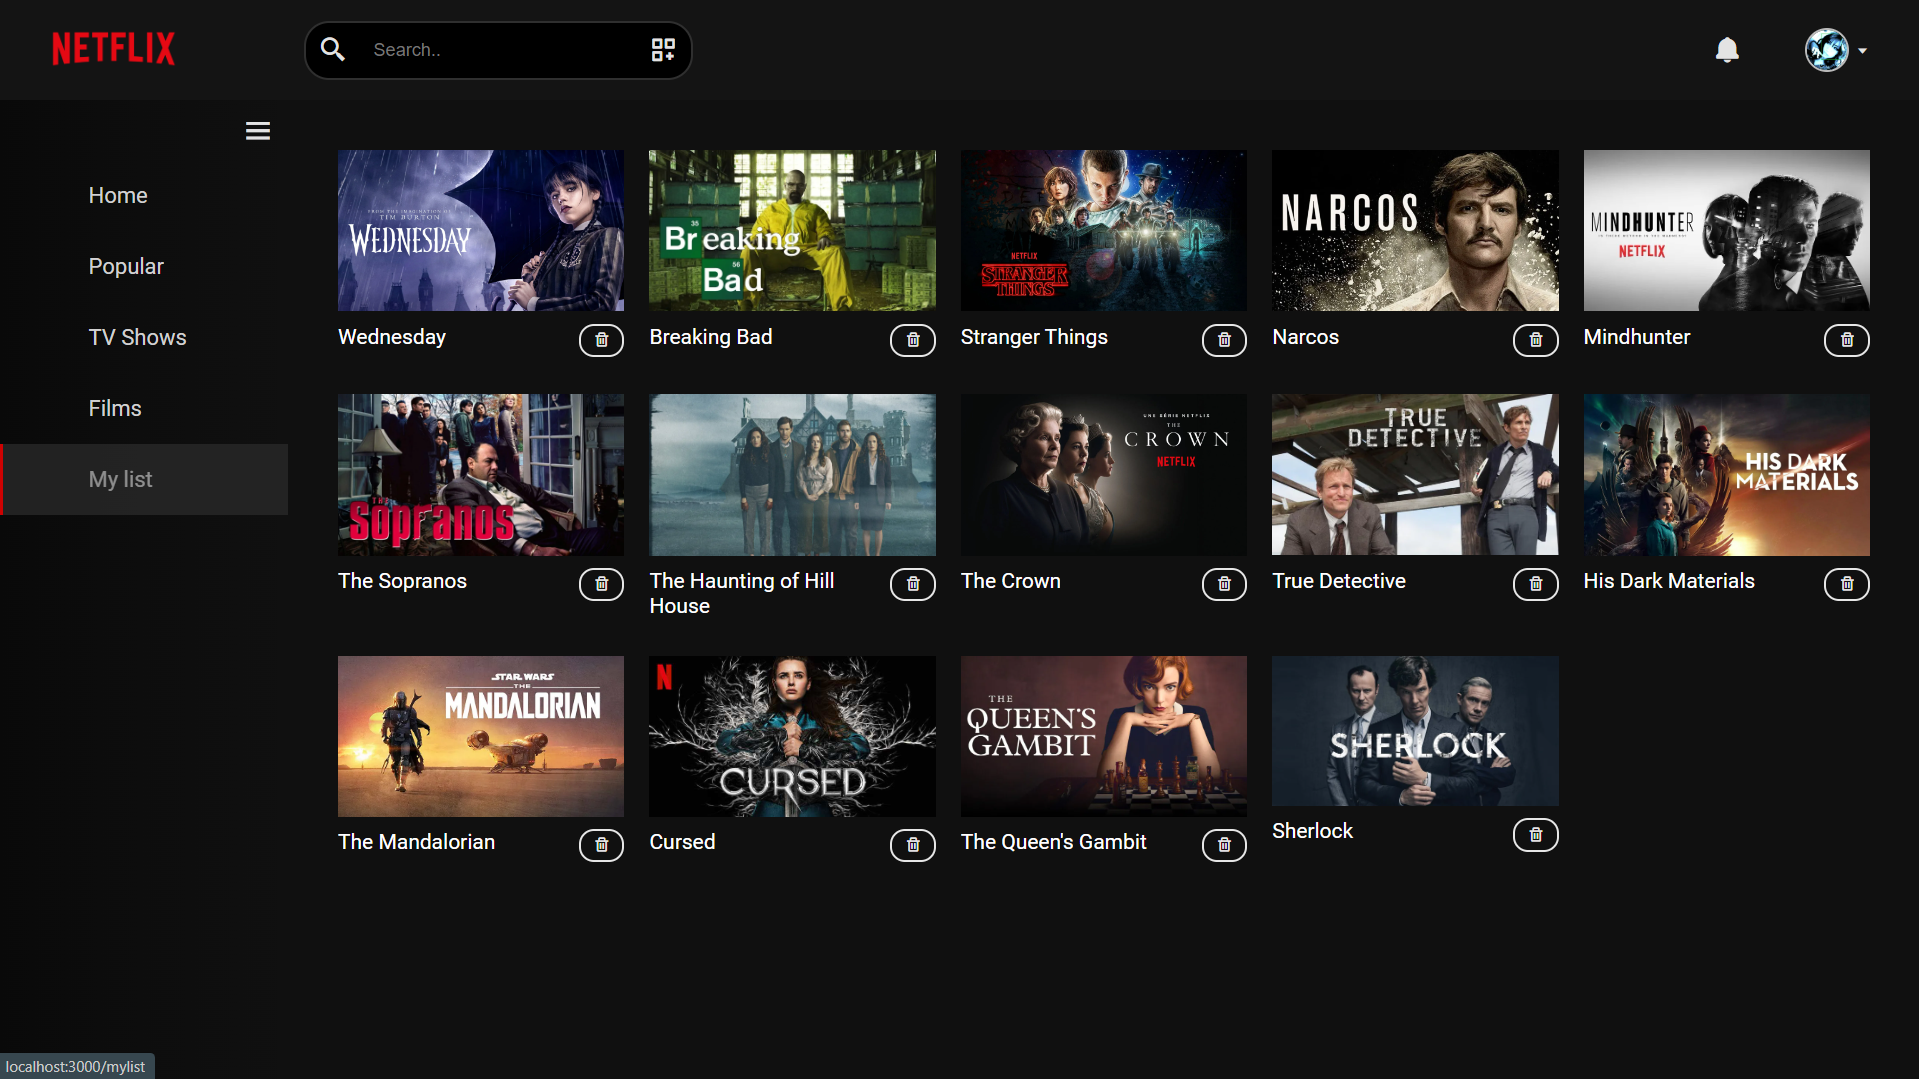 NETFLIX
Search..
Home
Popular
TV Shows
Films
My list
FROM THE IMAGINATION OF
TIM BURTON
WEDNESDAY
35
Breaking
56
Bad
NETFLIX
STRANGER
THINGS
NARCOS
MINDHUNTER
NETFLIX
Wednesday
Breaking Bad
Stranger Things
Narcos
Mindhunter
THE
Sopranos
UNE SÉRIE NETFLIX
THE
CROWN
NETFLIX
TRUE
DETECTIVE
HIS DARK
MATERIALS
The Sopranos
The Haunting of Hill
House
The Crown
True Detective
His Dark Materials
STAR WARS
THE
MANDALORIAN
N
CURSED
THE
QUEEN'S
GAMBIT
SHERLOCK
The Mandalorian
Cursed
The Queen's Gambit
Sherlock
localhost:3000/mylist